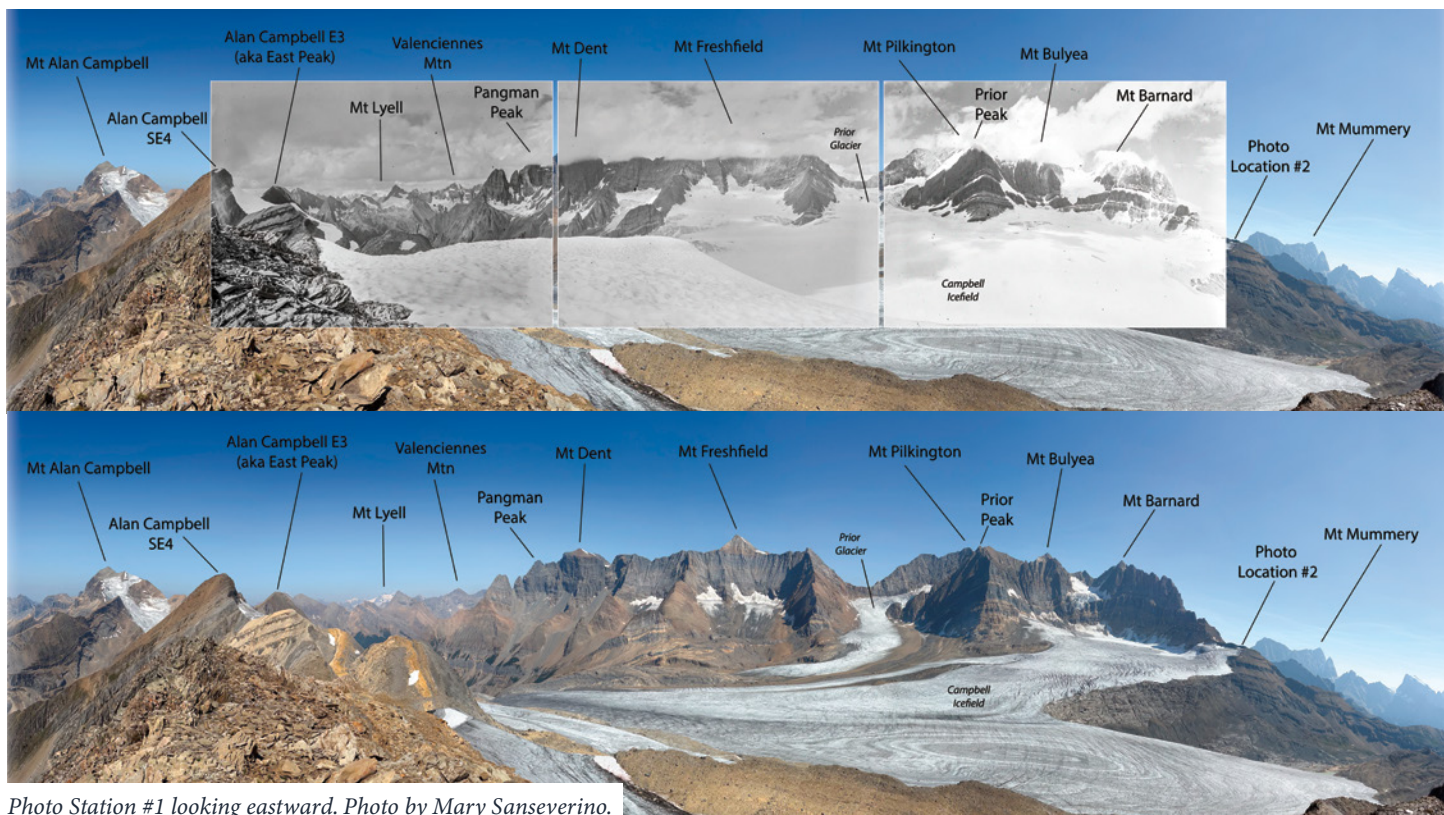 Mt Alan Campbell
Alan Campbell
SE4
Alan Campbell E3
(aka East Peak)
Mt Lyell
Valenciennes
Mtn
Pangman
Peak
Mt Dent
Mt Freshfield
Prior
Glacier
Mt Pilkington
Prior
Peak
Mt Bulyea
Mt Barnard
Campbell
Icefield
Photo
Location #2
Mt Mummery
Mt Alan Campbell
Alan Campbell
SE4
Alan Campbell E3
(aka East Peak)
Mt Lyell
Valenciennes
Mtn
Pangman
Peak
Mt Dent
Mt Freshfield
Prior
Glacier
Mt Pilkington
Prior
Peak
Mt Bulyea
Mt Barnard
Campbell
Icefield
Photo
Location #2
Mt Mummery
Photo Station #1 looking eastward. Photo by Mary Sanseverino.